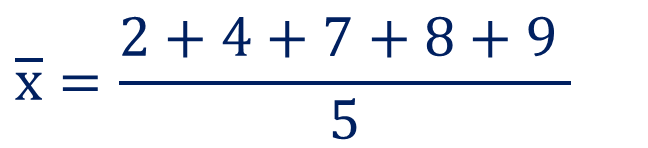 x̅ = (2 + 4 + 7 + 8 + 9) / 5